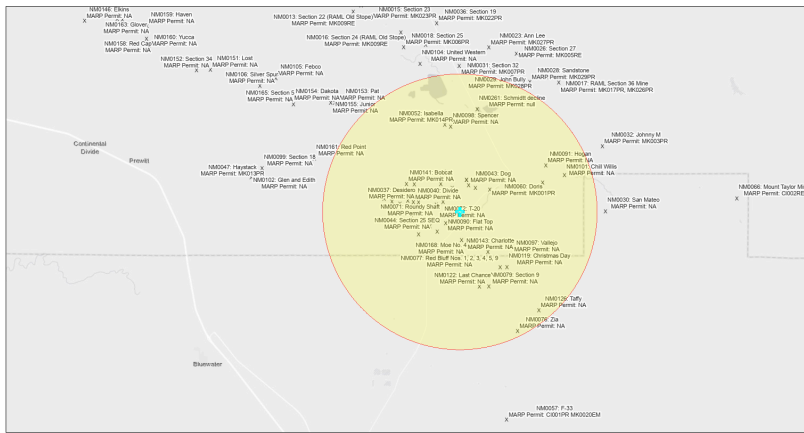 NM0146: Elkins
MARP Permit: NA
NM0159: Haven
MARP Permit: NA
NM0163: Glover
MARP Permit: NA
NM0160: Yucca
MARP Permit: NA
NM0158: Red Cap
MARP Permit: NA
NM0152: Section 34
MARP Permit: NA
NM0151: Lost
MARP Permit: NA
NM0106: Silver Spur
MARP Permit: NA
NM0105: Febco
MARP Permit: NA
NM0165: Section 5
MARP Permit: NA
NM0154: Dakota
MARP Permit: NA
NM0153: Pat
MARP Permit: NA
NM0155: Junior
MARP Permit: NA
NM0013: Section 22 (RAML Old Stope)
MARP Permit: MK009RE
NM0015: Section 23
MARP Permit: MK023PR
NM0036: Section 19
MARP Permit: MK022PR
NM0016: Section 24 (RAML Old Stope)
MARP Permit: MK009RE
NM0018: Section 25
MARP Permit: MK006PR
NM0023: Ann Lee
MARP Permit: MK027PR
NM0104: United Western
MARP Permit: NA
NM0026: Section 27
MARP Permit: MK005RE
NM0031: Section 32
MARP Permit: MK007PR
NM0028: Sandstone
MARP Permit: MK029PR
NM0029: John Bully
MARP Permit: MK028PR
NM0017: RAML Section 36 Mine
MARP Permit: MK017PR, MK026PR
NM0261: Schmidt decline
MARP Permit: null
NM0052: Isabella
MARP Permit: MK014PR
NM0098: Spencer
MARP Permit: NA
NM0032: Johnny M
MARP Permit: MK003PR
Continental
Divide
Prewitt
NM0161: Red Point
MARP Permit: NA
NM0099: Section 18
MARP Permit: NA
NM0047: Haystack
MARP Permit: MK013PR
NM0102: Glen and Edith
MARP Permit: NA
NM0091: Hogan
MARP Permit: NA
NM0101: Chill Willis
MARP Permit: NA
NM0141: Bobcat
MARP Permit: NA
NM0043: Dog
MARP Permit: NA
NM0060: Doris
MARP Permit: MK001PR
NM0037: Desidero
MARP Permit: NA
NM0040: Divide
MARP Permit: NA
NM0030: San Mateo
MARP Permit: NA
NM0066: Mount Taylor Mi
MARP Permit: CI002RE
NM0071: Roundy Shaft
MARP Permit: NA
T-20
MARP Permit: NA
NM0044: Section 25 SEQ
MARP Permit: NA
NM0090: Flat Top
MARP Permit: NA
NM0168: Moe No. 4
MARP Permit: NA
NM0143: Charlotte
MARP Permit: NA
NM0097: Vallejo
MARP Permit: NA
NM0077: Red Bluff Nos. 1, 2, 3, 4, 5, 9
MARP Permit: NA
NM0119: Christmas Day
MARP Permit: NA
NM0122: Last Chance
MARP Permit: NA
NM0079: Section 9
MARP Permit: NA
Taffy
MARP Permit: NA
Zia
MARP Permit: NA
Bluewater
NM0057: F-33
MARP Permit: CI001PR MK0020EM